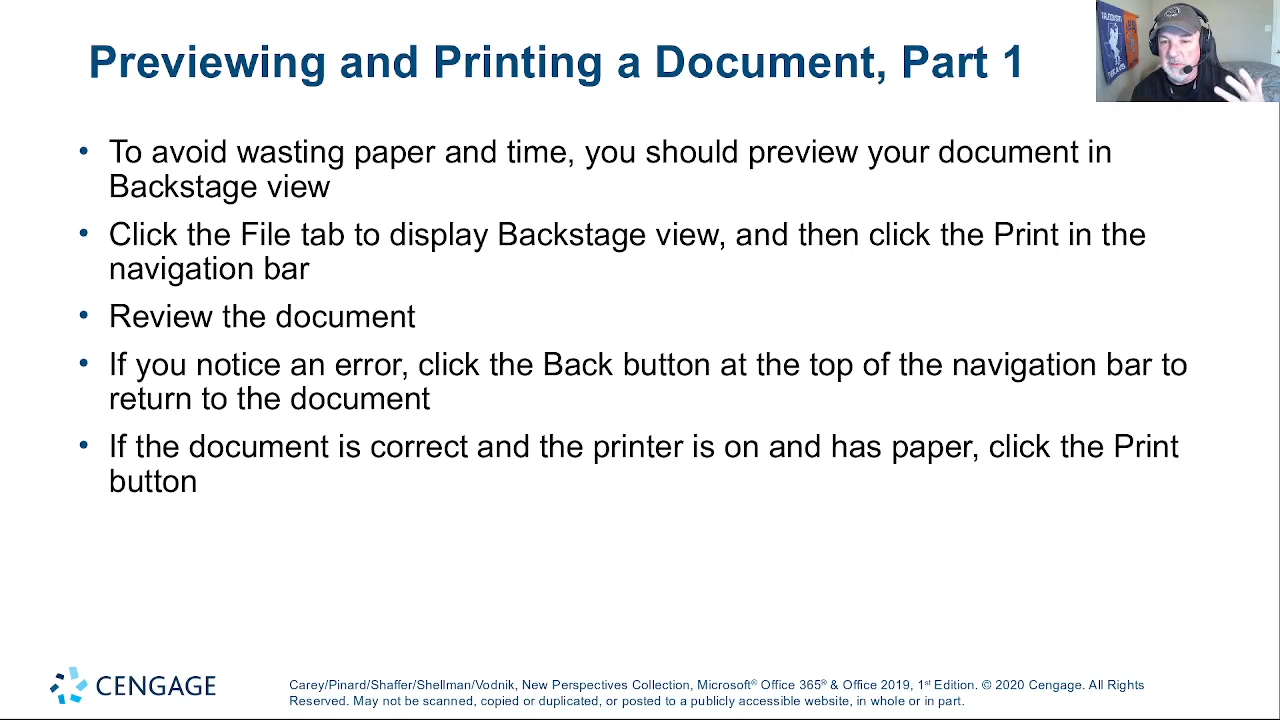 Previewing and Printing a Document, Part 1
• To avoid wasting paper and time, you should preview your document in
Backstage view
• Click the File tab to display Backstage view, and then click the Print in the
navigation bar
• Review the document
• If you notice an error, click the Back button at the top of the navigation bar to
return to the document
• If the document is correct and the printer is on and has paper, click the Print
button
CENGAGE
Carey/Pinard/Shaffer/Shellman/Vodnik, New Perspectives Collection, Microsoft® Office 365® & Office 2019, 1st Edition. © 2020 Cengage. All Rights
Reserved. May not be scanned, copied or duplicated, or posted to a publicly accessible website, in whole or in part.